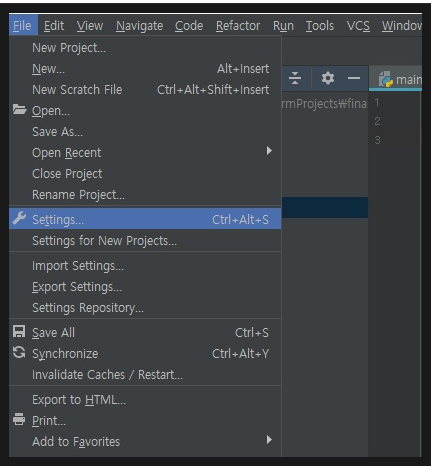 File Edit View Navigate Code Refactor Run Tools VCS Window
New Project...
New... Alt+Insert
New Scratch File Ctrl+Alt+Shift+Insert
Open...
Save As...
Open Recent
Close Project
Rename Project...
Settings... Ctrl+Alt+S
Settings for New Projects...
Import Settings...
Export Settings...
Settings Repository...
Save All Ctrl+S
Synchronize Ctrl+Alt+Y
Invalidate Caches / Restart...
Export to HTML...
Print...
Add to Favorites
main
rmProjects₩fina
1
2
3